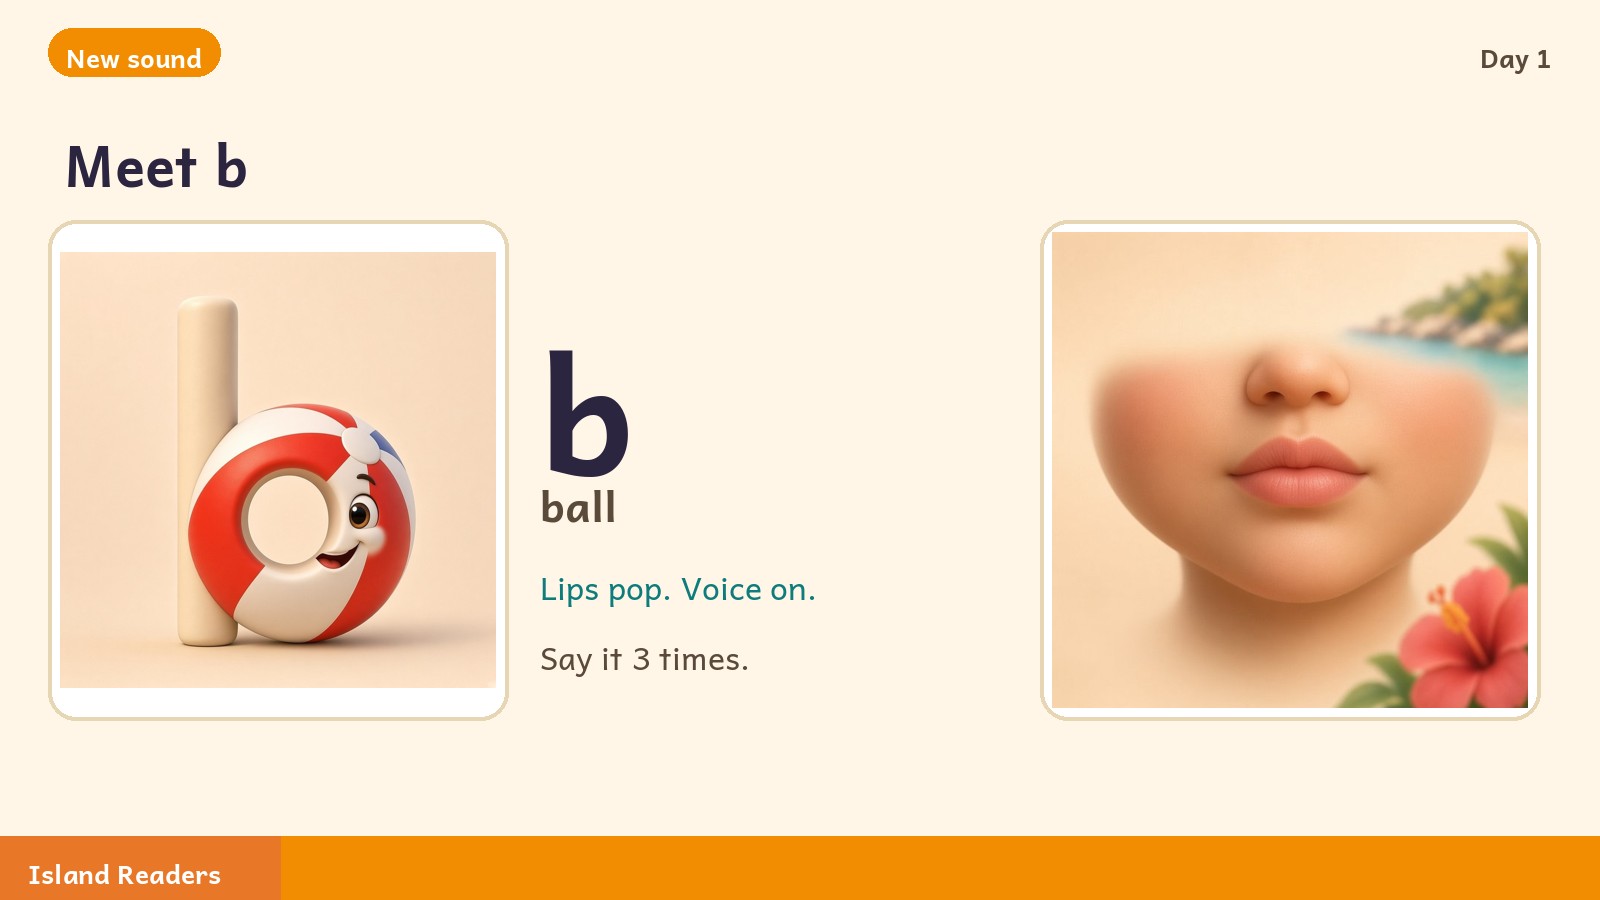 New sound
Day 1
Meet b
b
ball
Lips pop. Voice on.
Say it 3 times.
Island Readers